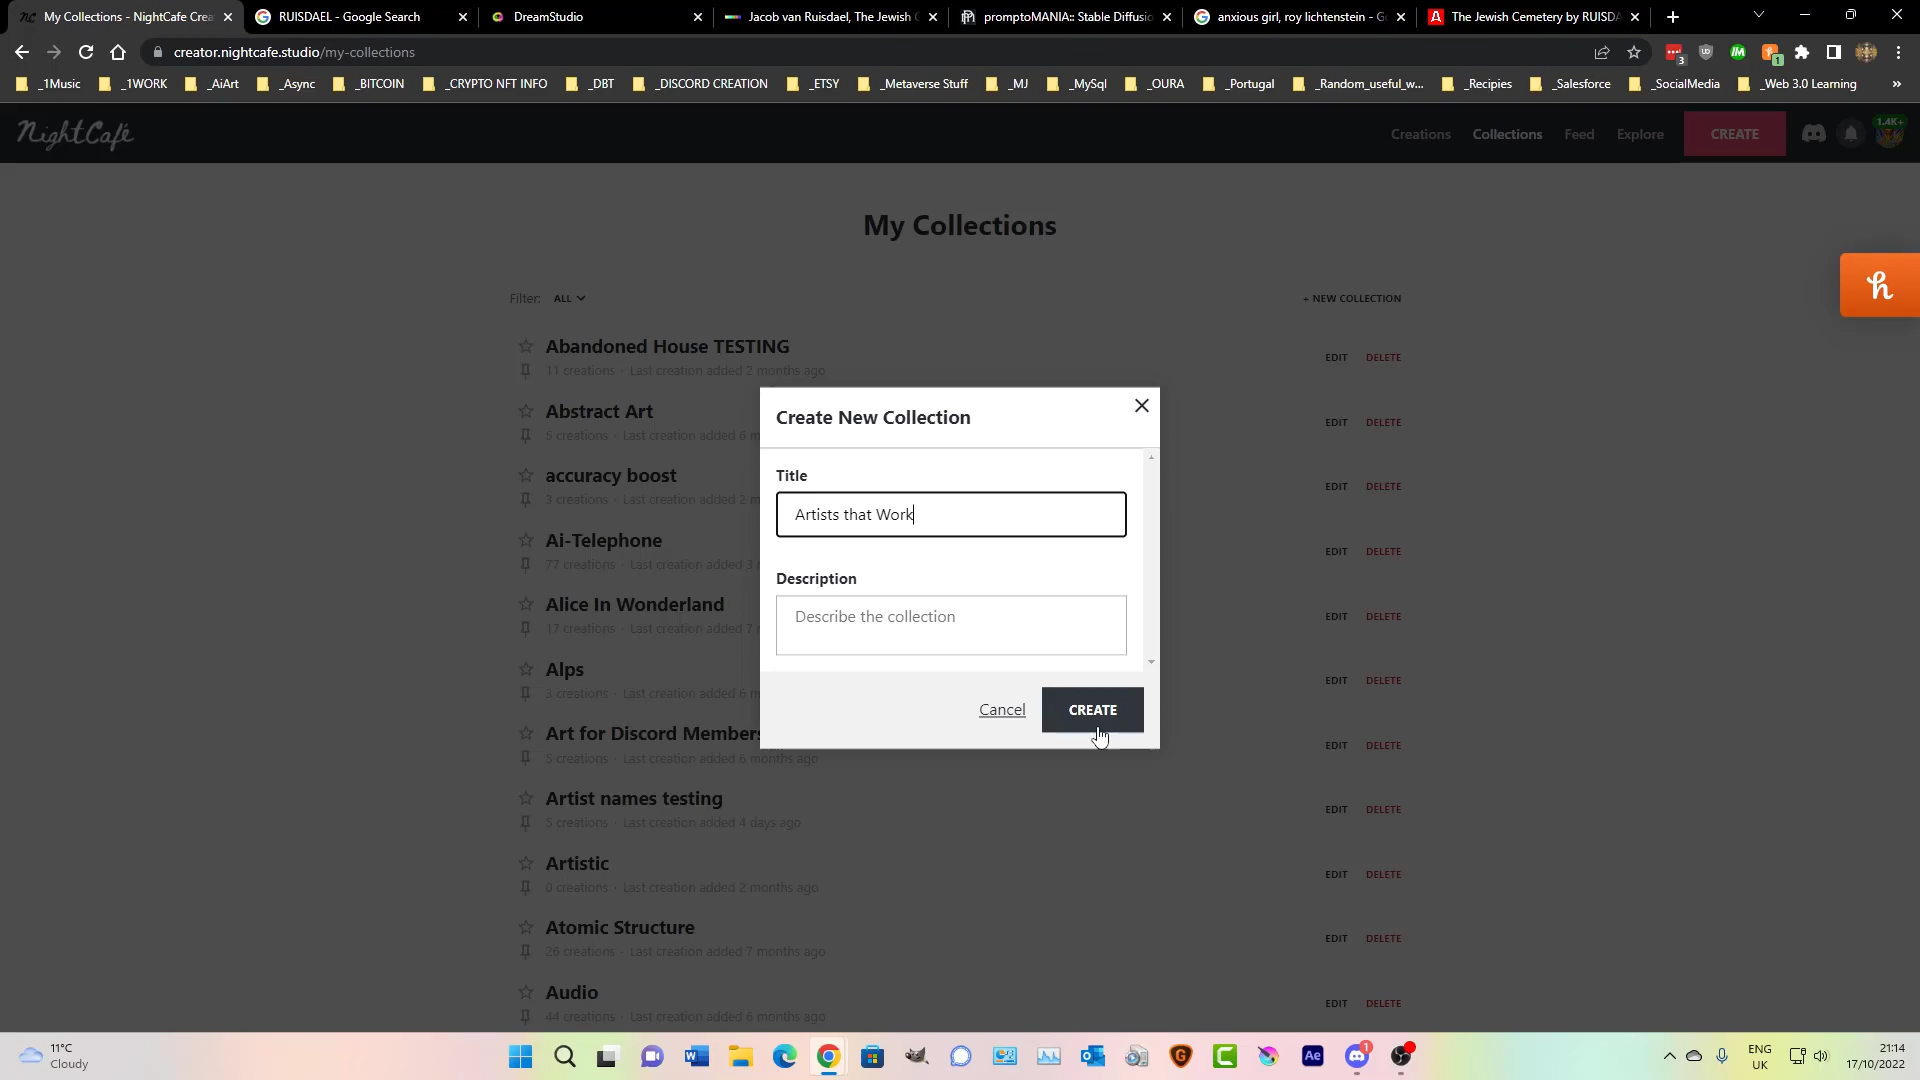 My Collections - NightCafe Crea
RUISDAEL - Google Search
DreamStudio
Jacob van Ruisdael, The Jewish C
promptoMANIA:: Stable Diffusio
anxious girl, roy lichtenstein - G
The Jewish Cemetery by RUISDA
creator.nightcafe.studio/my-collections
3
1
_1Music
_1WORK
_AiArt
_Async
_BITCOIN
_CRYPTO NFT INFO
_DBT
_DISCORD CREATION
_ETSY
_Metaverse Stuff
_MJ
_MySql
_OURA
_Portugal
_Random_useful_w...
_Recipies
_Salesforce
_SocialMedia
_Web 3.0 Learning
»
NightCafé
Creations
Collections
Feed
Explore
CREATE
1.4K+
My Collections
Filter: ALL
+ NEW COLLECTION
Abandoned House TESTING
11 creations - Last creation added 2 months ago
EDIT DELETE
Abstract Art
5 creations - Last creation added 6 m
EDIT DELETE
accuracy boost
3 creations - Last creation added 2 m
EDIT DELETE
Ai-Telephone
77 creations - Last creation added 3
EDIT DELETE
Alice In Wonderland
17 creations - Last creation added 7
EDIT DELETE
Alps
3 creations - Last creation added 6 m
EDIT DELETE
Art for Discord Members
5 creations - Last creation added 6 months ago
EDIT DELETE
Artist names testing
5 creations - Last creation added 4 days ago
EDIT DELETE
Artistic
0 creations - Last creation added 2 months ago
EDIT DELETE
Atomic Structure
26 creations - Last creation added 7 months ago
EDIT DELETE
Audio
44 creations - Last creation added 6 months ago
EDIT DELETE
Create New Collection
Title
Artists that Work
Description
Describe the collection
Cancel
CREATE
11°C
Cloudy
1
ENG
UK
21:14
17/10/2022